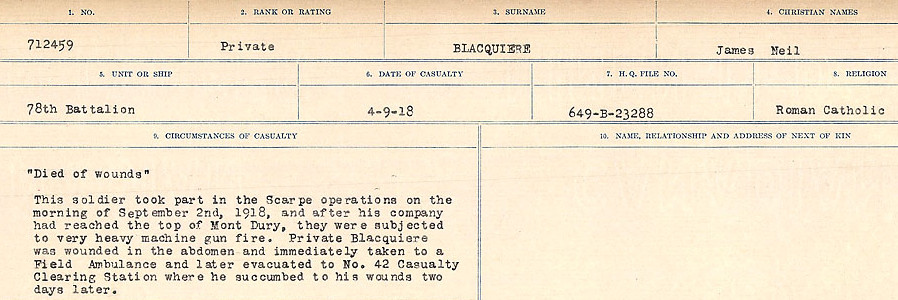 1. NO.
2. RANK OR RATING
3. SURNAME
4. CHRISTIAN NAMES
712459
Private
BLACQUIERE
James Neil
5. UNIT OR SHIP
6. DATE OF CASUALTY
7. H.Q. FILE NO.
8. RELIGION
78th Battalion
4-9-18
649-B-23288
Roman Catholic
9. CIRCUMSTANCES OF CASUALTY
10. NAME, RELATIONSHIP AND ADDRESS OF NEXT OF KIN
"Died of wounds"
This soldier took part in the Scarpe operations on the
morning of September 2nd, 1918, and after his company
had reached the top of Mont Dury, they were subjected
to very heavy machine gun fire. Private Blacquiere
was wounded in the abdomen and immediately taken to a
Field Ambulance and later evacuated to No. 42 Casualty
Clearing Station where he succumbed to his wounds two
days later.